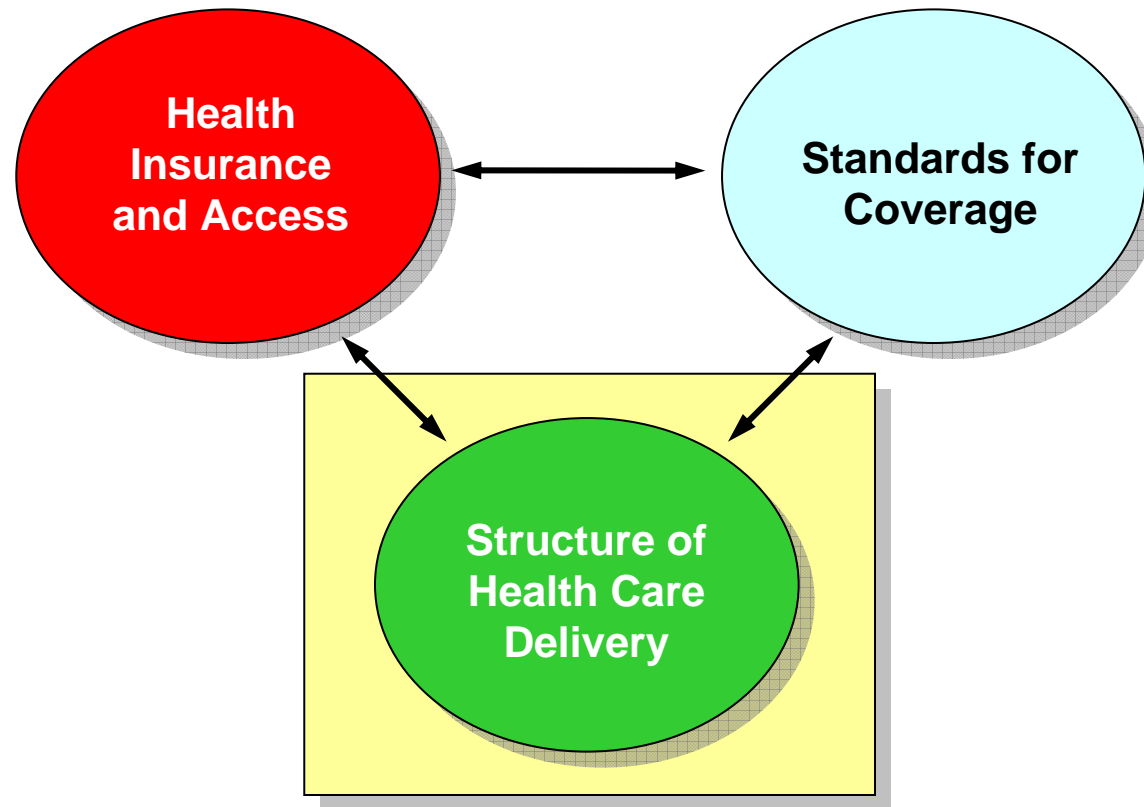 Health
Insurance
and Access
Standards for
Coverage
Structure of
Health Care
Delivery